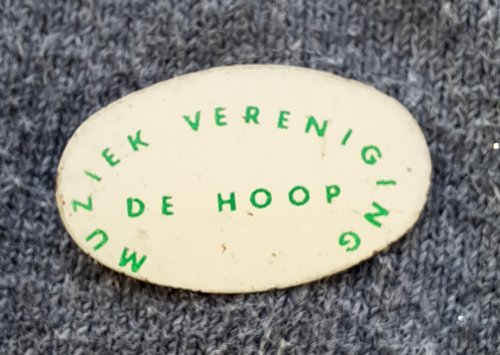 MUZIEK VERENIGING
DE HOOP